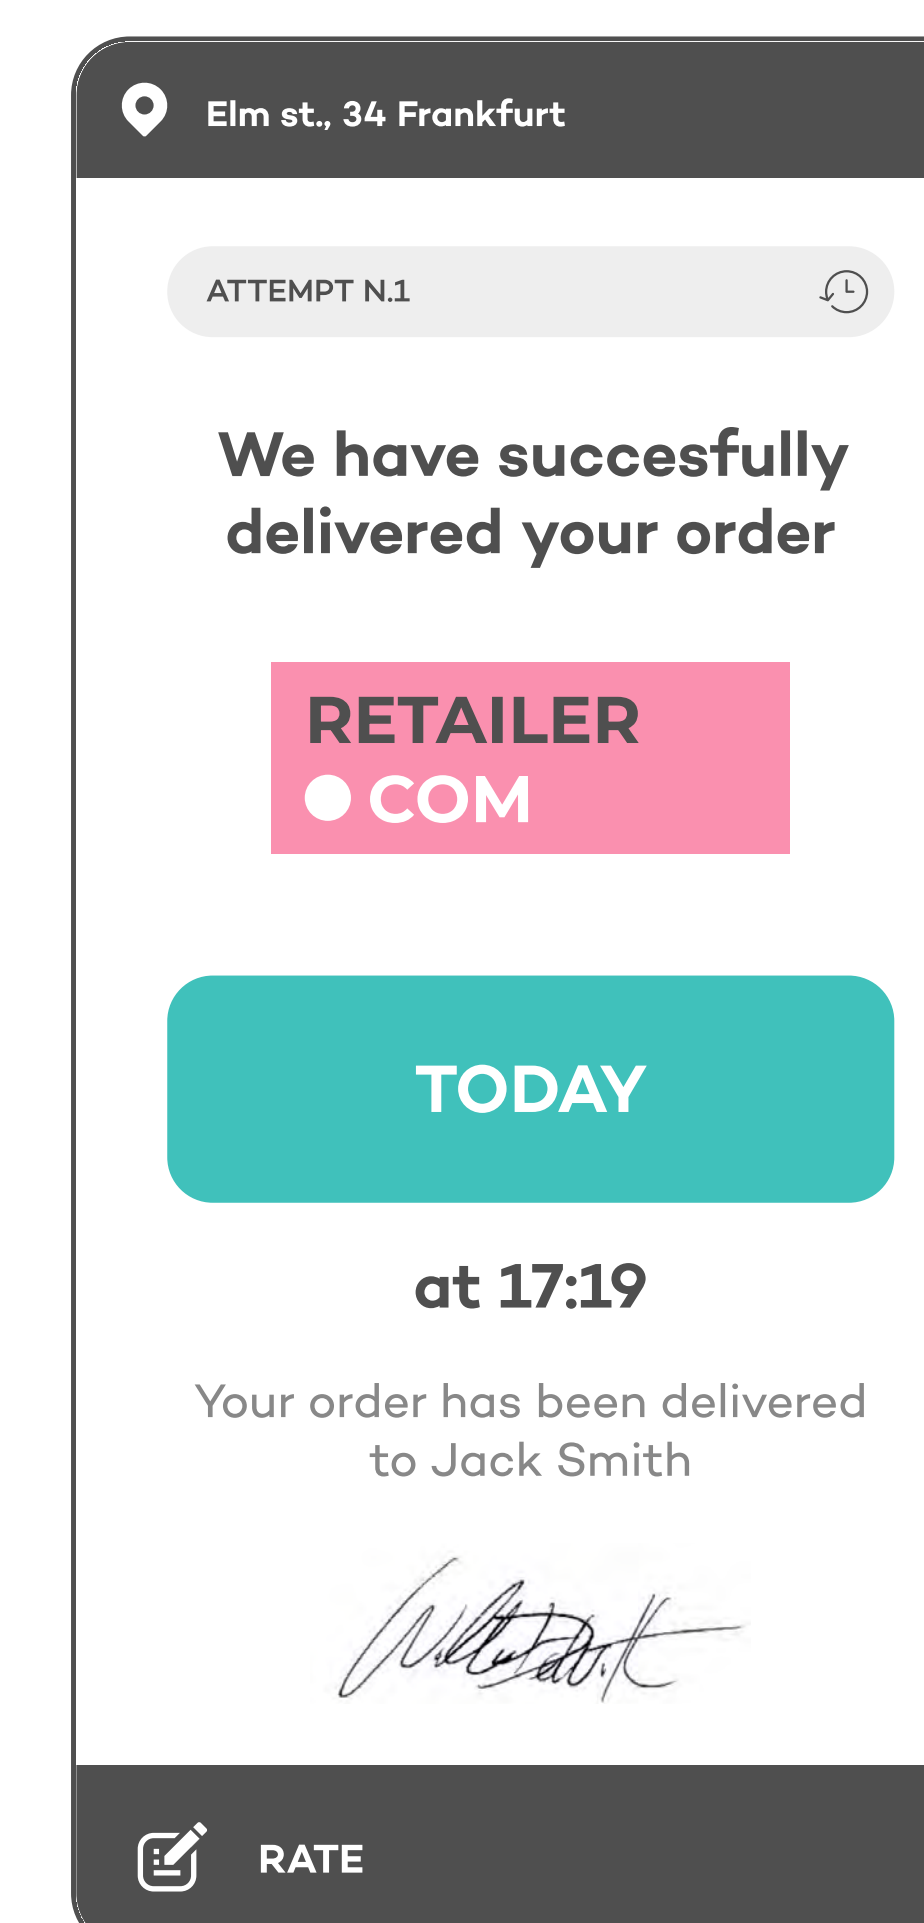 Elm st., 34 Frankfurt
ATTEMPT N.1
We have succesfully
delivered your order
RETAILER
COM
TODAY
at 17:19
Your order has been delivered
to Jack Smith
RATE